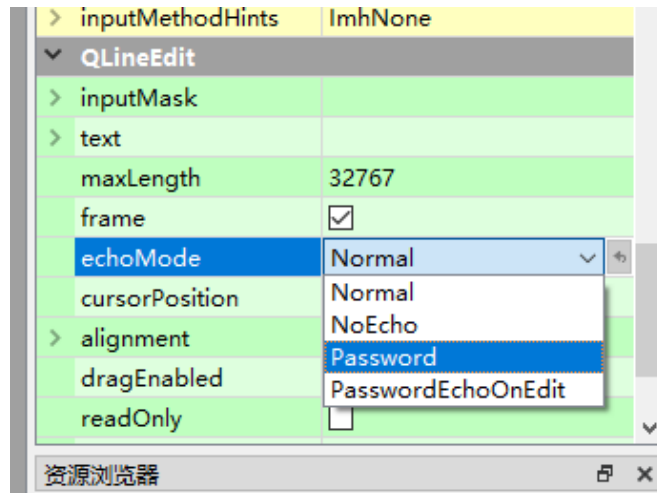 inputMethodHints ImhNone
QLineEdit
inputMask
text
maxLength 32767
frame
echoMode Normal
cursorPosition Normal
NoEcho
alignment
Password
dragEnabled
PasswordEchoOnEdit
readOnly
资源浏览器